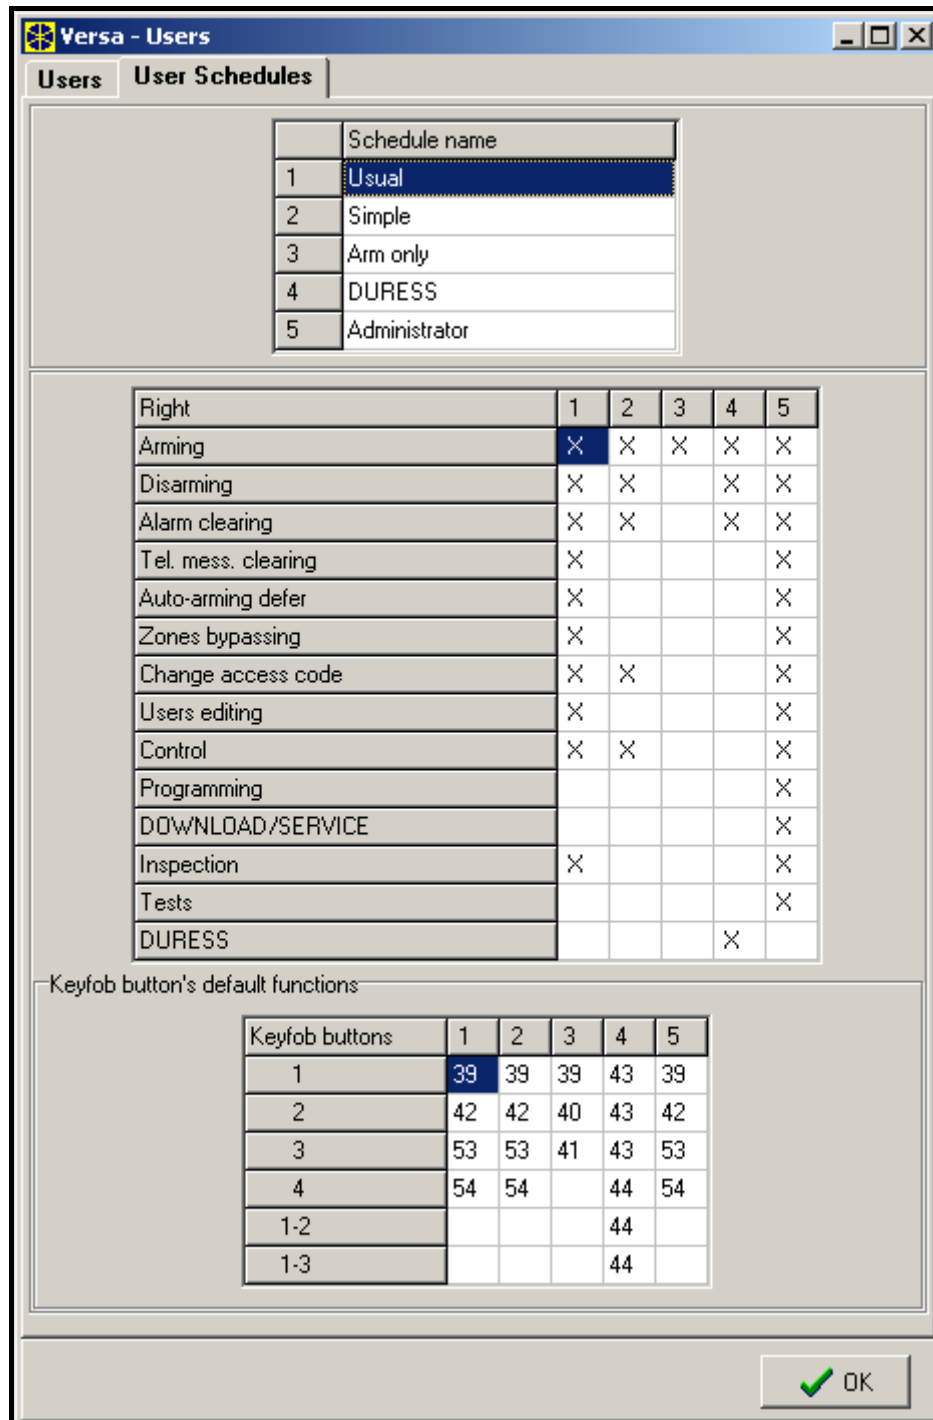 Versa - Users
Users User Schedules
Schedule name
1 Usual
2 Simple
3 Arm only
4 DURESS
5 Administrator
Right 1 2 3 4 5
Arming X X X X X
Disarming X X X X
Alarm clearing X X X X
Tel. mess. clearing X X
Auto-arming defer X X
Zones bypassing X X
Change access code X X X
Users editing X X
Control X X X
Programming X
DOWNLOAD/SERVICE X
Inspection X X
Tests X
DURESS X
Keyfob button's default functions
Keyfob buttons 1 2 3 4 5
1 39 39 39 43 39
2 42 42 40 43 42
3 53 53 41 43 53
4 54 54 44 54
1-2 44
1-3 44
OK